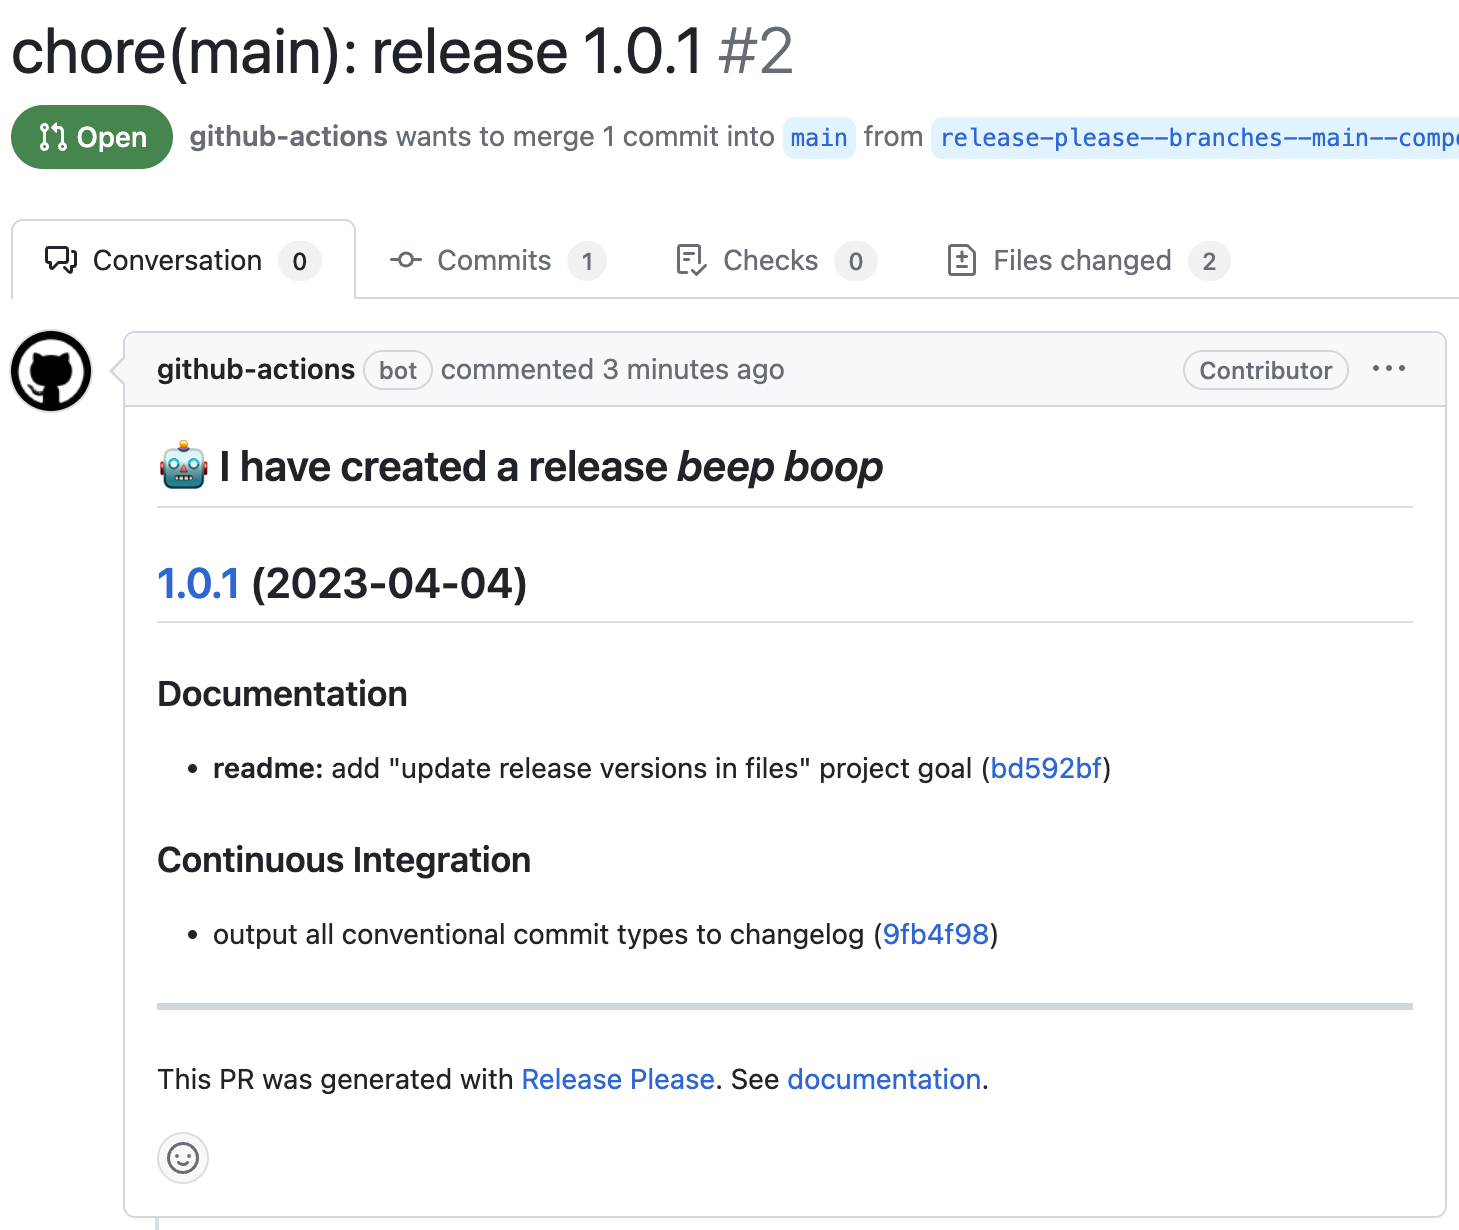 chore(main): release 1.0.1 #2
Open github-actions wants to merge 1 commit into main from release-please--branches--main--comp
Conversation 0 Commits 1 Checks 0 Files changed 2
github-actions bot commented 3 minutes ago Contributor
🤖 I have created a release beep boop
1.0.1 (2023-04-04)
Documentation
• readme: add "update release versions in files" project goal (bd592bf)
Continuous Integration
• output all conventional commit types to changelog (9fb4f98)
This PR was generated with Release Please. See documentation.